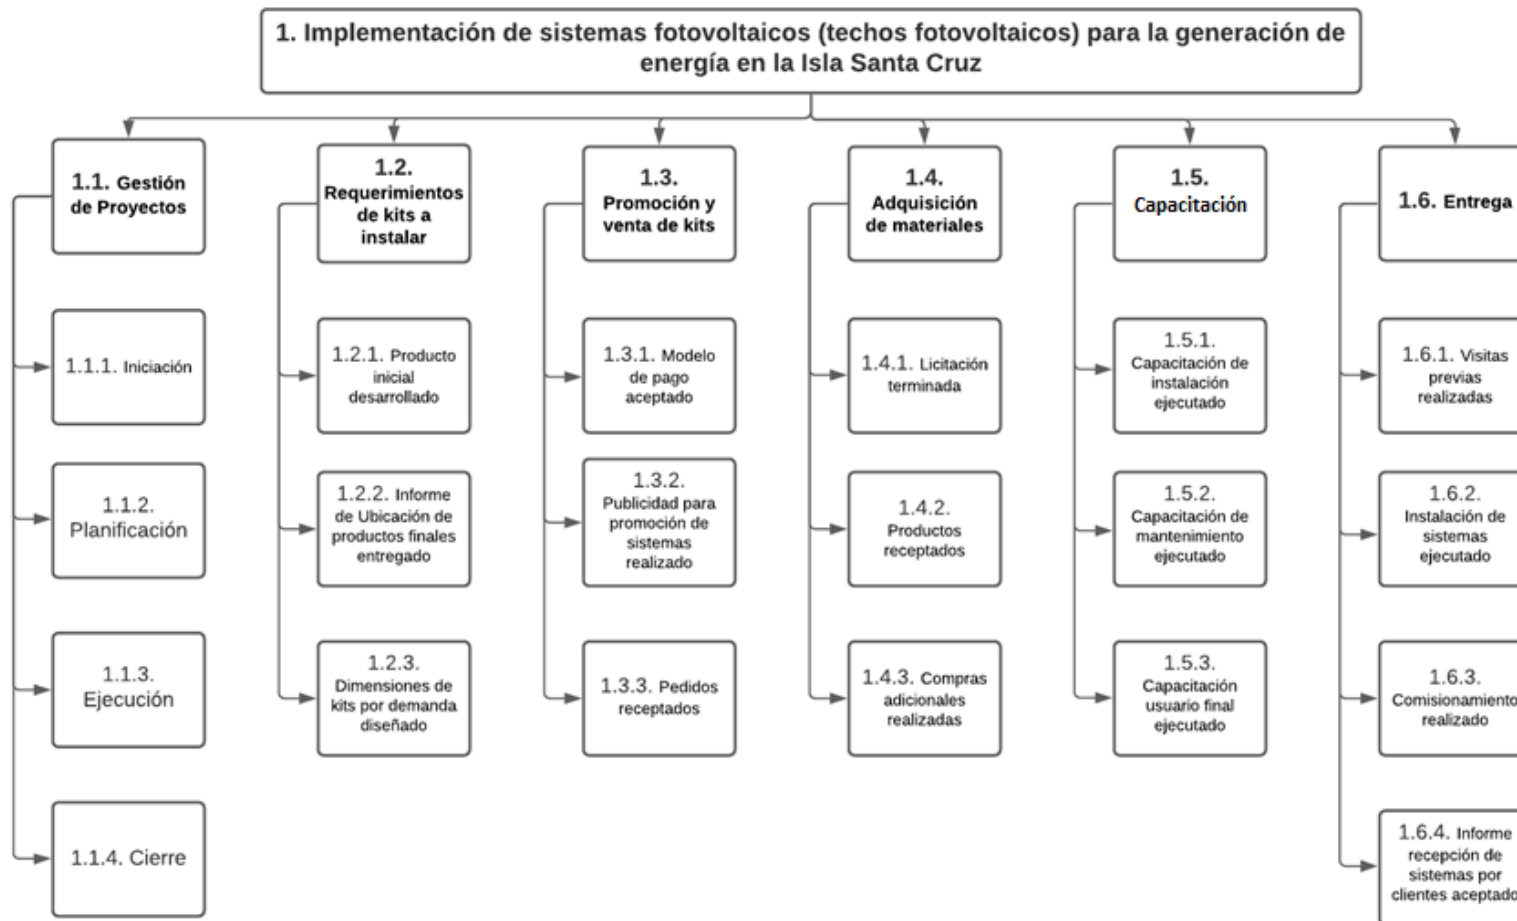 1. Implementación de sistemas fotovoltaicos (techos fotovoltaicos) para la generación de
energía en la Isla Santa Cruz
1.1. Gestión
de Proyectos
1.1.1. Iniciación
1.1.2.
Planificación
1.1.3.
Ejecución
1.1.4. Cierre
1.2.
Requerimientos
de kits a
instalar
1.2.1. Producto
inicial
desarrollado
1.2.2. Informe
de Ubicación de
productos finales
entregado
1.2.3.
Dimensiones de
kits por demanda
diseñado
1.3.
Promoción y
venta de kits
1.3.1. Modelo
de pago
aceptado
1.3.2.
Publicidad para
promoción de
sistemas
realizado
1.3.3. Pedidos
receptados
1.4.
Adquisición
de materiales
1.4.1. Licitación
terminada
1.4.2.
Productos
receptados
1.4.3. Compras
adicionales
realizadas
1.5.
Capacitación
1.5.1.
Capacitación de
instalación
ejecutado
1.5.2.
Capacitación de
mantenimiento
ejecutado
1.5.3.
Capacitación
usuario final
ejecutado
1.6. Entrega
1.6.1. Visitas
previas
realizadas
1.6.2.
Instalación de
sistemas
ejecutado
1.6.3.
Comisionamiento
realizado
1.6.4. Informe
recepción de
sistemas por
clientes aceptado